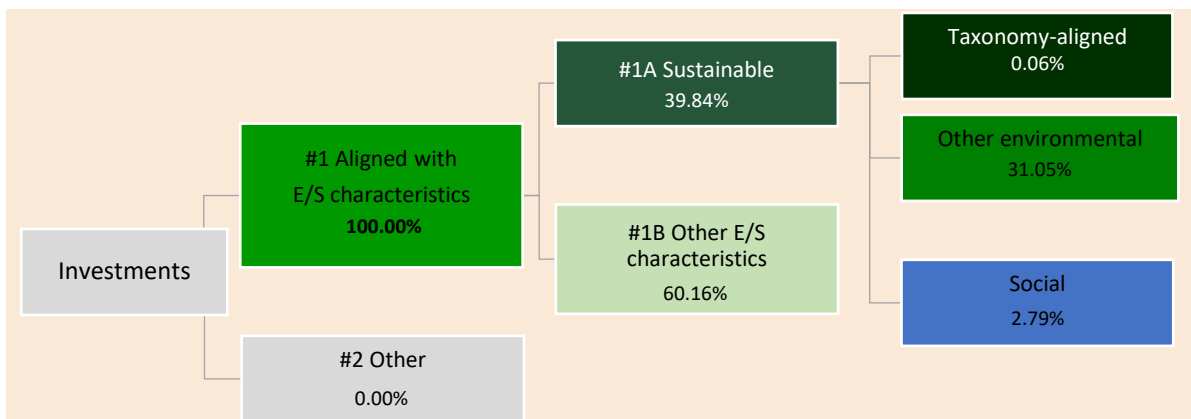 Investments
#1 Aligned with
E/S characteristics
100.00%
#2 Other
0.00%
#1A Sustainable
39.84%
#1B Other E/S
characteristics
60.16%
Taxonomy-aligned
0.06%
Other environmental
31.05%
Social
2.79%